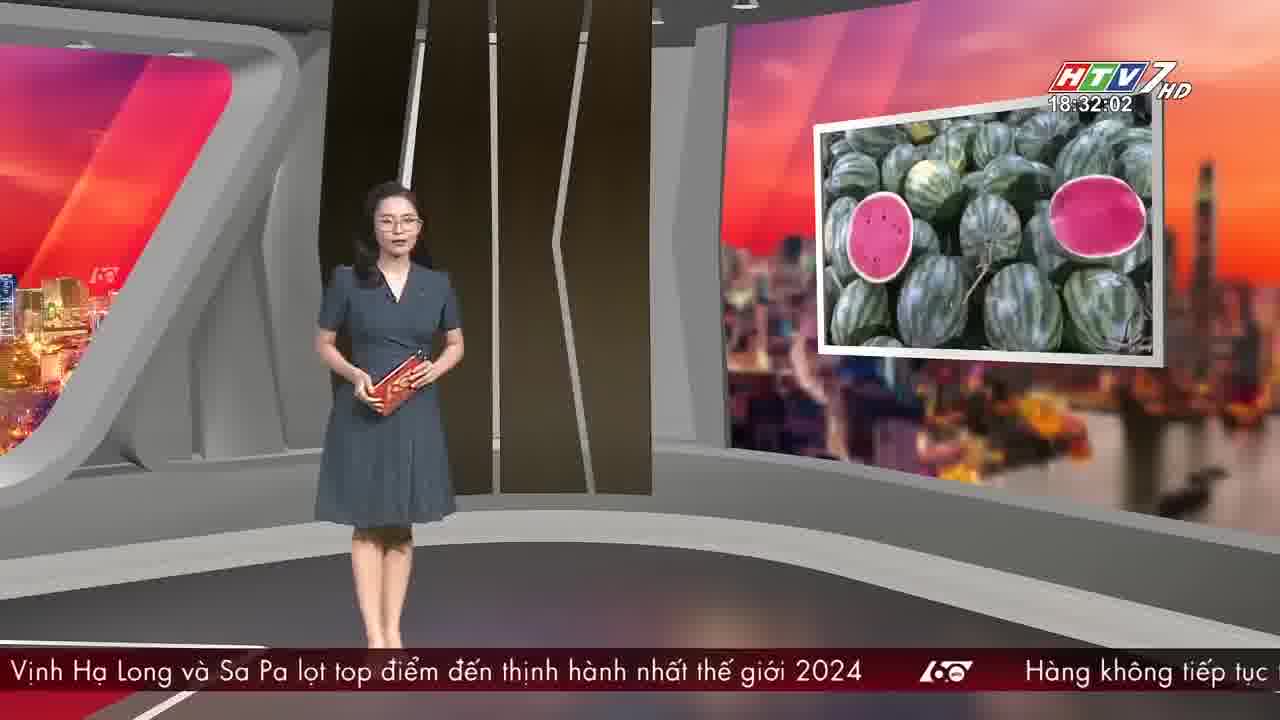 HTV7
HD
18:32:02
Vịnh Hạ Long và Sa Pa lọt top điểm đến thịnh hành nhất thế giới 2024
Hàng không tiếp tục